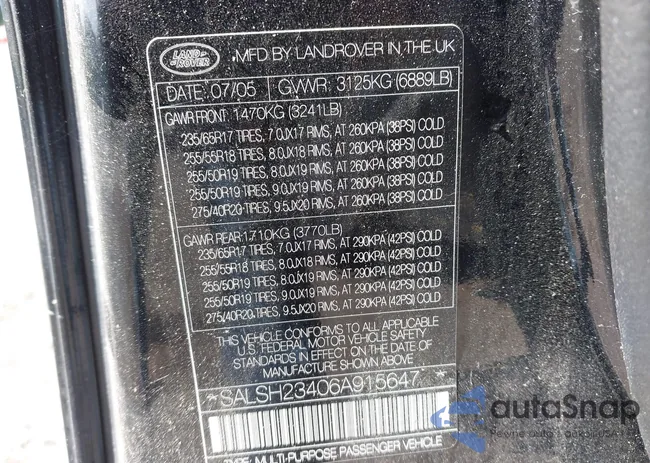 LAND
ROVER
MFD BY LANDROVER IN THE UK
DATE: 07/05 GVWR: 3125KG (6889LB)
GAWR FRONT: 1470KG (3241LB)
235/65R17 TIRES, 7.0JX17 RIMS, AT 260KPA (38PSI) COLD
255/55R18 TIRES, 8.0JX18 RIMS, AT 260KPA (38PSI) COLD
255/50R19 TIRES, 8.0JX19 RIMS, AT 260KPA (38PSI) COLD
255/50R19 TIRES, 9.0JX19 RIMS, AT 260KPA (38PSI) COLD
275/40R20 TIRES, 9.5JX20 RIMS, AT 260KPA (38PSI) COLD
GAWR REAR: 1710KG (3770LB)
235/65R17 TIRES, 7.0JX17 RIMS, AT 290KPA (42PSI) COLD
255/55R18 TIRES, 8.0JX18 RIMS, AT 290KPA (42PSI) COLD
255/50R19 TIRES, 8.0JX19 RIMS, AT 290KPA (42PSI) COLD
255/50R19 TIRES, 9.0JX19 RIMS, AT 290KPA (42PSI) COLD
275/40R20 TIRES, 9.5JX20 RIMS, AT 290KPA (42PSI) COLD
THIS VEHICLE CONFORMS TO ALL APPLICABLE
U.S. FEDERAL MOTOR VEHICLE SAFETY
STANDARDS IN EFFECT ON THE DATE OF
MANUFACTURE SHOWN ABOVE
* SALSH23406A915647 *
TYPE: MULTI-PURPOSE PASSENGER VEHICLE
autoSnap
Pewne auto z aukcji USA